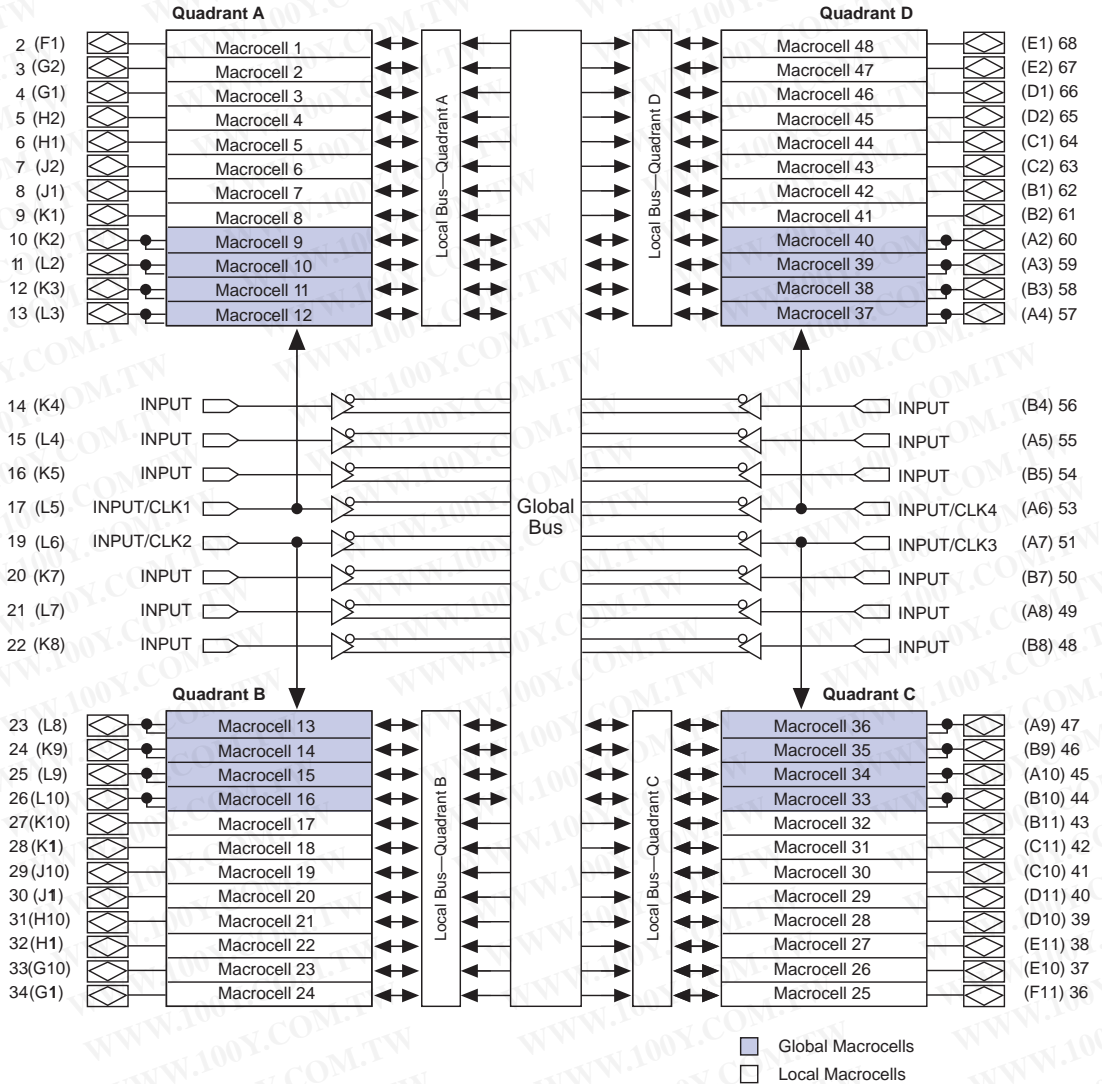 Quadrant A
Quadrant D
2 (F1) Macrocell 1 Macrocell 48 (E1) 68
3 (G2) Macrocell 2 Macrocell 47 (E2) 67
4 (G1) Macrocell 3 Macrocell 46 (D1) 66
5 (H2) Macrocell 4 Macrocell 45 (D2) 65
6 (H1) Macrocell 5 Macrocell 44 (C1) 64
7 (J2) Macrocell 6 Macrocell 43 (C2) 63
8 (J1) Macrocell 7 Macrocell 42 (B1) 62
9 (K1) Macrocell 8 Macrocell 41 (B2) 61
10 (K2) Macrocell 9 Macrocell 40 (A2) 60
11 (L2) Macrocell 10 Macrocell 39 (A3) 59
12 (K3) Macrocell 11 Macrocell 38 (B3) 58
13 (L3) Macrocell 12 Macrocell 37 (A4) 57
Local Bus—Quadrant A
Local Bus—Quadrant D
14 (K4) INPUT INPUT (B4) 56
15 (L4) INPUT INPUT (A5) 55
16 (K5) INPUT INPUT (B5) 54
17 (L5) INPUT/CLK1 INPUT/CLK4 (A6) 53
Global
Bus
19 (L6) INPUT/CLK2 INPUT/CLK3 (A7) 51
20 (K7) INPUT INPUT (B7) 50
21 (L7) INPUT INPUT (A8) 49
22 (K8) INPUT INPUT (B8) 48
Quadrant B
Quadrant C
23 (L8) Macrocell 13 Macrocell 36 (A9) 47
24 (K9) Macrocell 14 Macrocell 35 (B9) 46
25 (L9) Macrocell 15 Macrocell 34 (A10) 45
26 (L10) Macrocell 16 Macrocell 33 (B10) 44
27(K10) Macrocell 17 Macrocell 32 (B11) 43
28 (K1) Macrocell 18 Macrocell 31 (C11) 42
29 (J10) Macrocell 19 Macrocell 30 (C10) 41
30 (J1) Macrocell 20 Macrocell 29 (D11) 40
31(H10) Macrocell 21 Macrocell 28 (D10) 39
32(H1) Macrocell 22 Macrocell 27 (E11) 38
33(G10) Macrocell 23 Macrocell 26 (E10) 37
34(G1) Macrocell 24 Macrocell 25 (F11) 36
Local Bus—Quadrant B
Local Bus—Quadrant C
Global Macrocells
Local Macrocells
WWW.100Y.COM.TW